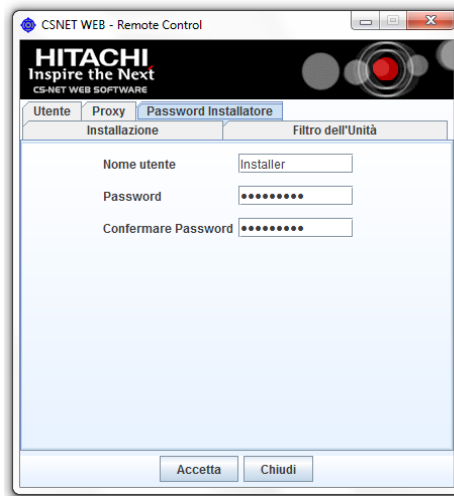 CSNET WEB - Remote Control
HITACHI
Inspire the Next
CS-NET WEB SOFTWARE
Utente Proxy Password Installatore
Installazione Filtro dell'Unità
Nome utente Installer
Password •••••••••
Confermare Password •••••••••
Accetta Chiudi